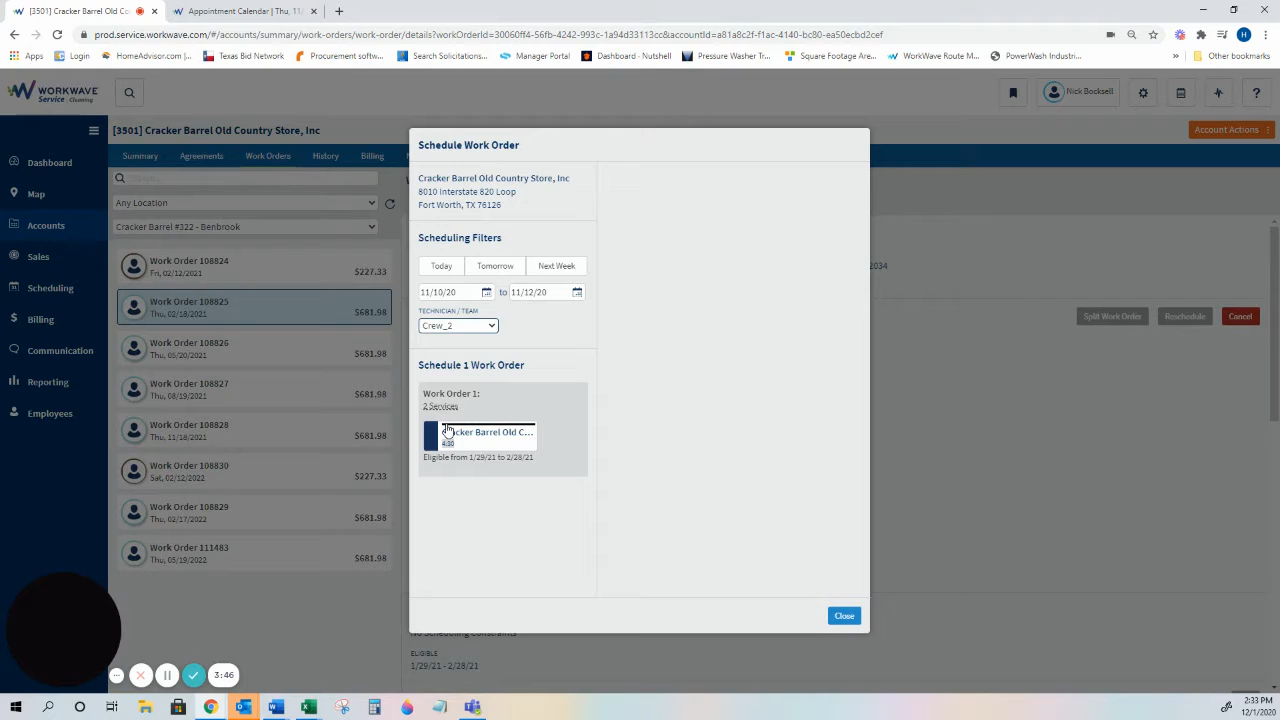 [3501] Cracker Barrel Old Co
Appointment Calendar | Thu, 11
prod.service.workwave.com/#/accounts/summary/work-orders/work-order/details?workOrderId=30060ff4-56fb-4242-993c-1a94d33113cc&accountId=a81a8c2f-f1ac-4140-bc80-ea50ecbd2cef
H
Apps
HomeAdvisor.com |...
Texas Bid Network
Procurement softw...
Search Solicitations...
Manager Portal
Dashboard - Nutshell
Pressure Washer Tr...
Square Footage Are...
WorkWave Route M...
PowerWash Industri...
»
Other bookmarks
WORKWAVE
Service | Cleaning
Nick Bocksell
?
[3501] Cracker Barrel Old Country Store, Inc
Account Actions
Summary
Agreements
Work Orders
History
Billing
Dashboard
Map
Accounts
Sales
Scheduling
Billing
Communication
Reporting
Employees
Any Location
Cracker Barrel #322 - Benbrook
Work Order 108824
Fri, 02/12/2021
$227.33
Work Order 108825
Thu, 02/18/2021
$681.98
Work Order 108826
Thu, 05/20/2021
$681.98
Work Order 108827
Thu, 08/19/2021
$681.98
Work Order 108828
Thu, 11/18/2021
$681.98
Work Order 108830
Sat, 02/12/2022
$227.33
Work Order 108829
Thu, 02/17/2022
$681.98
Work Order 111483
Thu, 05/19/2022
$681.98
Schedule Work Order
Cracker Barrel Old Country Store, Inc
8010 Interstate 820 Loop
Fort Worth, TX 76126
Scheduling Filters
Today
Tomorrow
Next Week
11/10/20
to
11/12/20
TECHNICIAN / TEAM
Crew_2
Schedule 1 Work Order
Work Order 1:
2 Services
cker Barrel Old C...
4:30
Eligible from 1/29/21 to 2/28/21
Close
2034
Split Work Order
Reschedule
Cancel
No Scheduling Constraints
ELIGIBLE
1/29/21 - 2/28/21
3:46
2:33 PM
12/1/2020